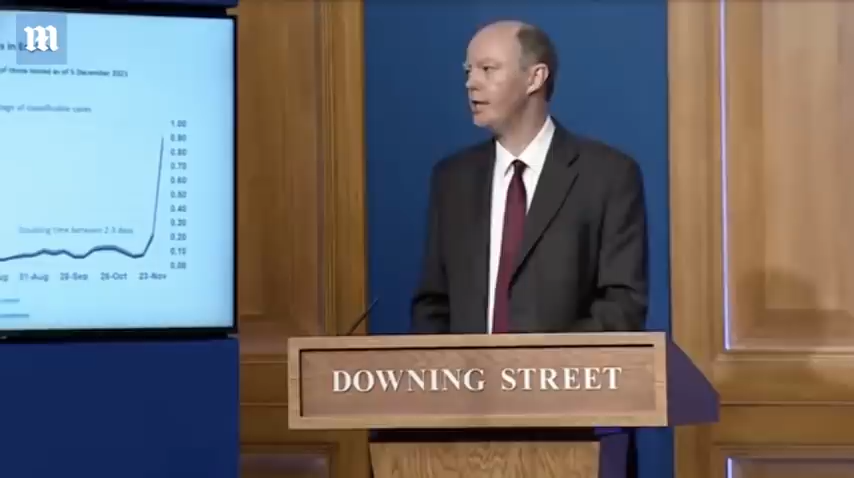 m
of those tested as of 5 December 2021
of classifiable cases
1.00
0.90
0.80
0.70
0.60
0.50
0.40
0.30
0.20
0.10
0.00
Doubling time between 2-3 days
31-Aug 28-Sep 26-Oct 23-Nov
DOWNING STREET